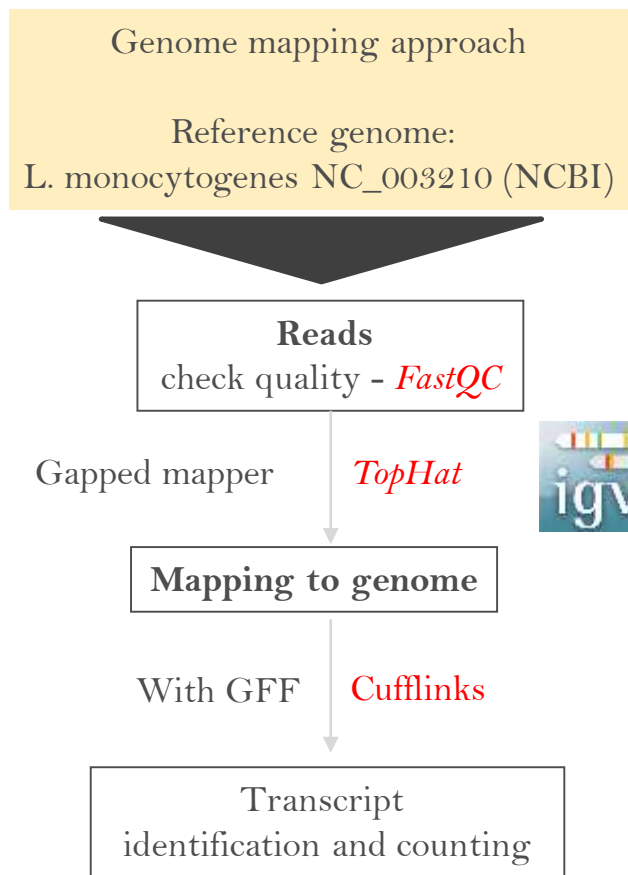 Genome mapping approach
Reference genome:
L. monocytogenes NC_003210 (NCBI)
Reads
check quality - FastQC
Gapped mapper TopHat
igv
Mapping to genome
With GFF Cufflinks
Transcript
identification and counting